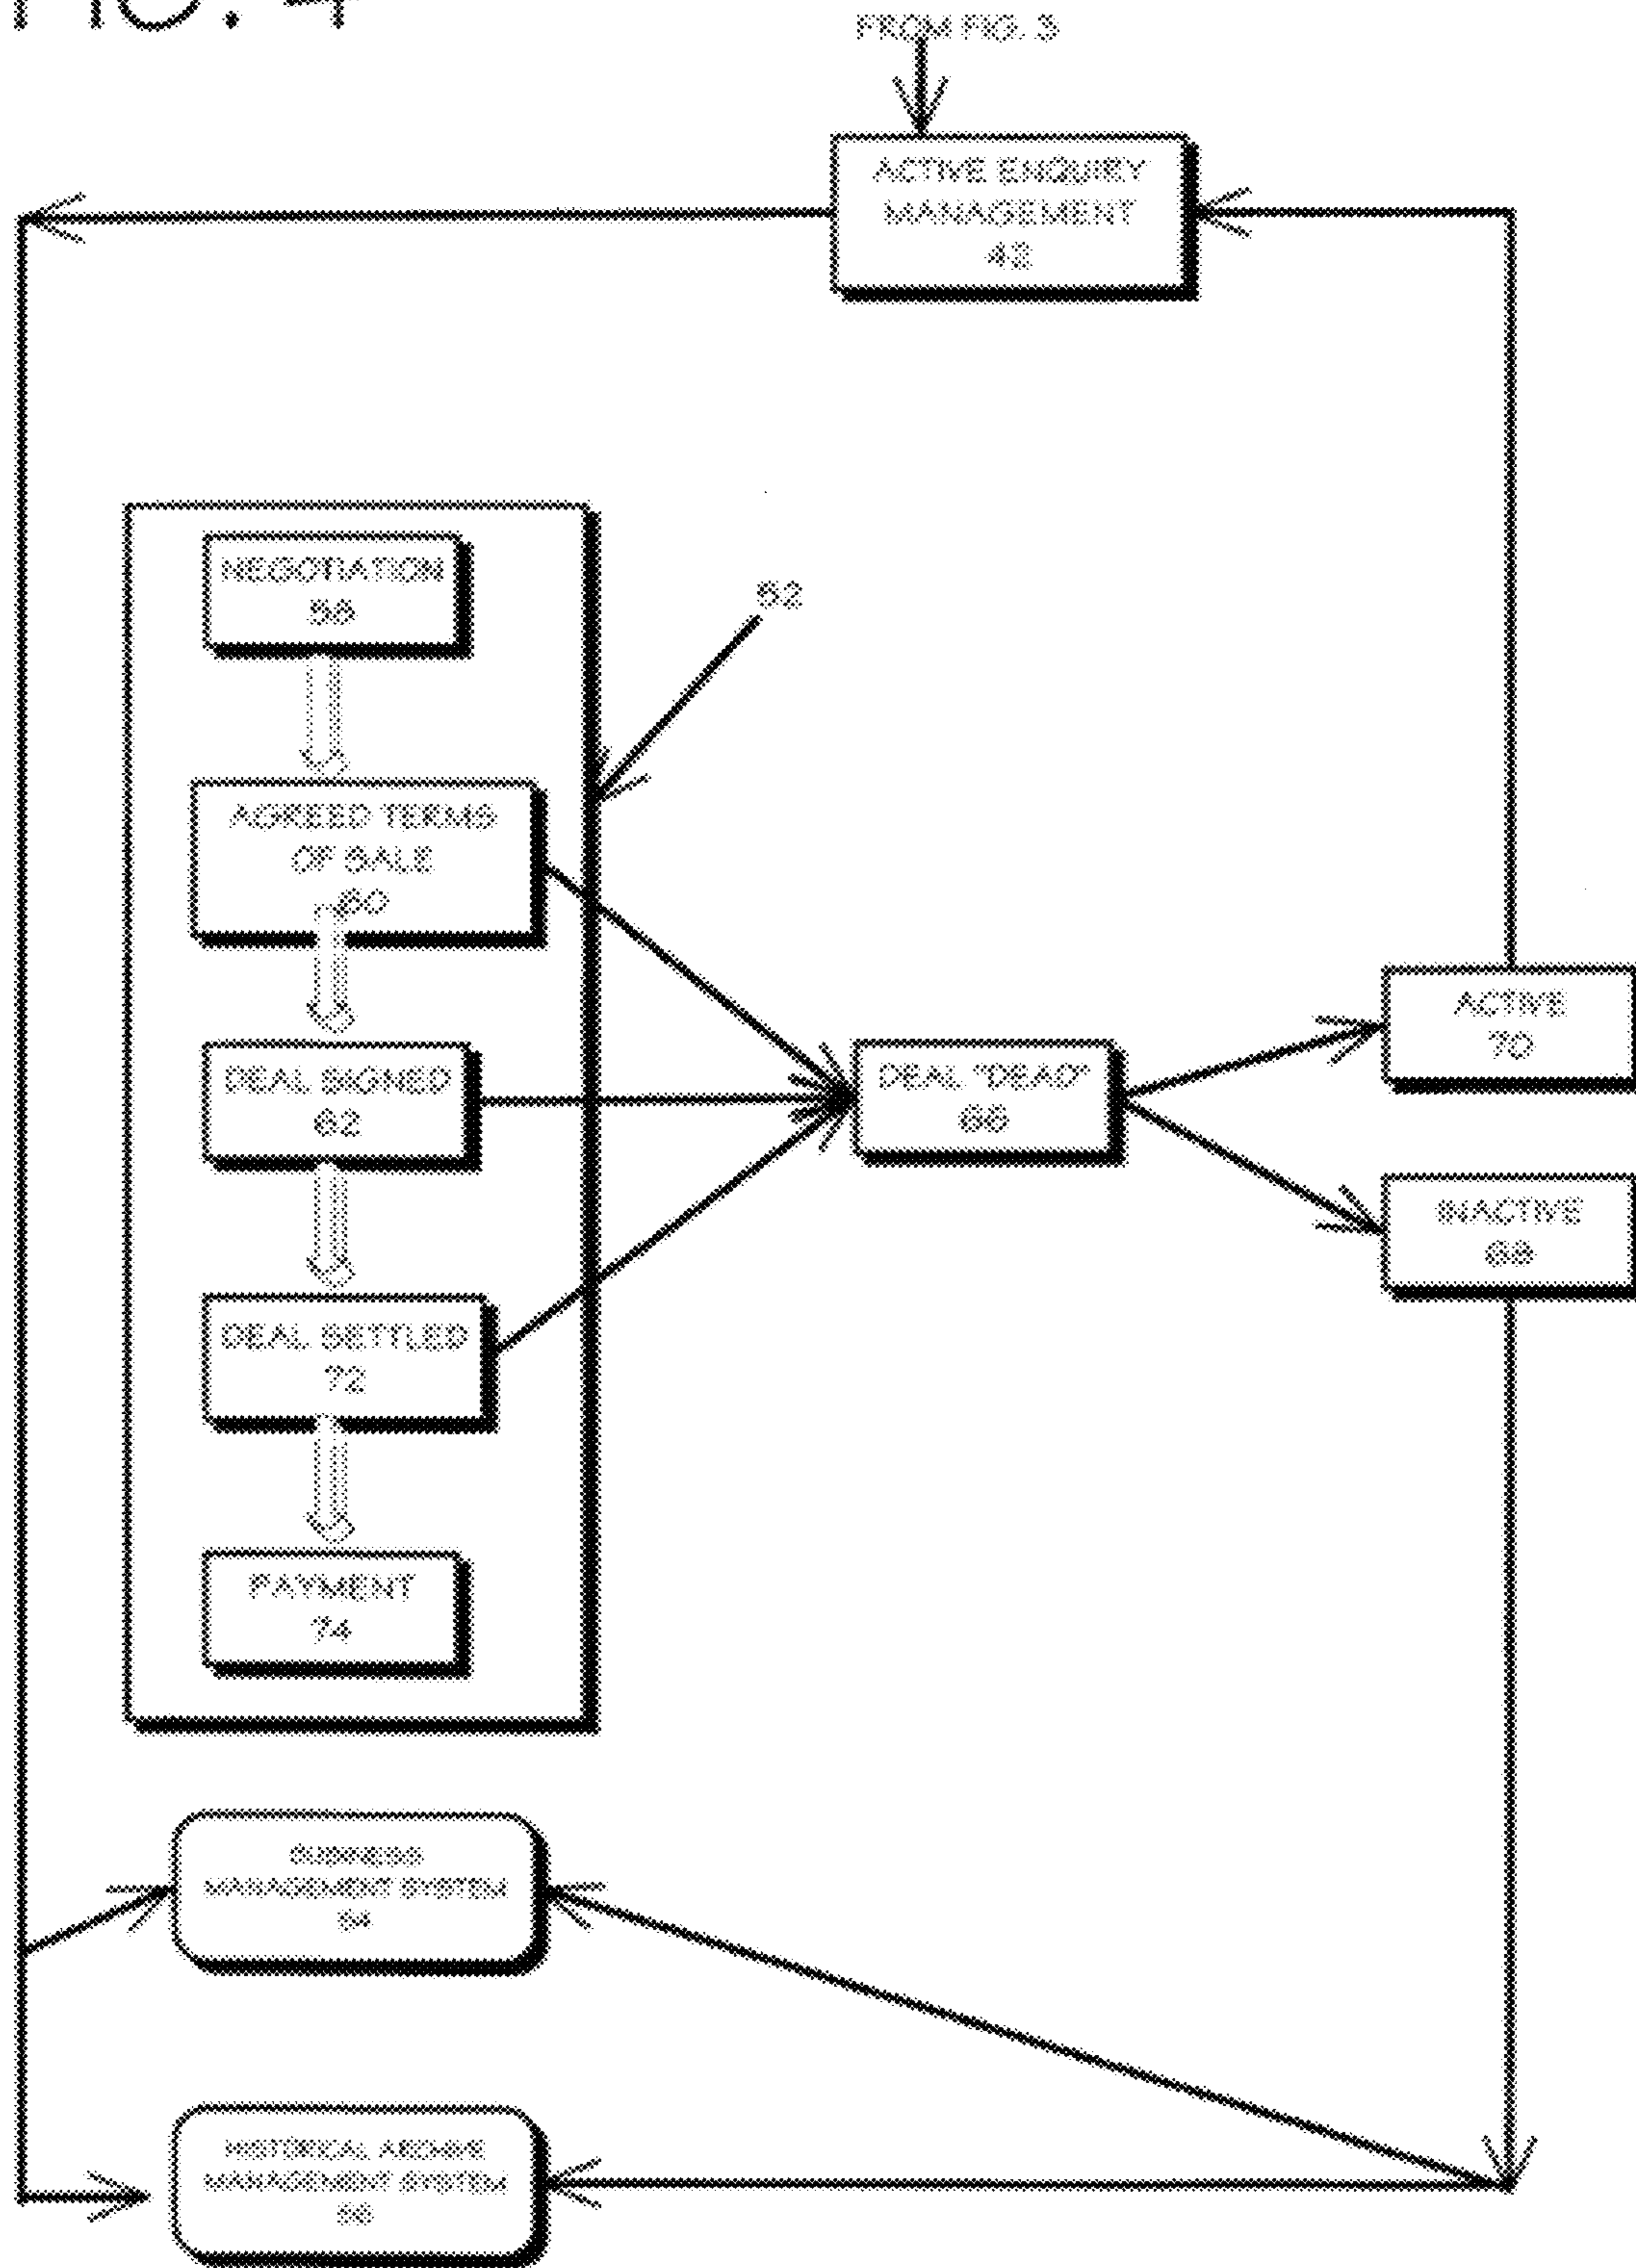 FIG. 4
FROM FIG. 3
ACTIVE ENQUIRY
MANAGEMENT
42
NEGOTIATION
58
52
AGREED TERMS
OF SALE
60
DEAL SIGNED
62
DEAL "DEAD"
66
ACTIVE
70
INACTIVE
68
DEAL SETTLED
72
PAYMENT
74
BUSINESS
MANAGEMENT SYSTEM
54
HISTORICAL ARCHIVE
MANAGEMENT SYSTEM
56